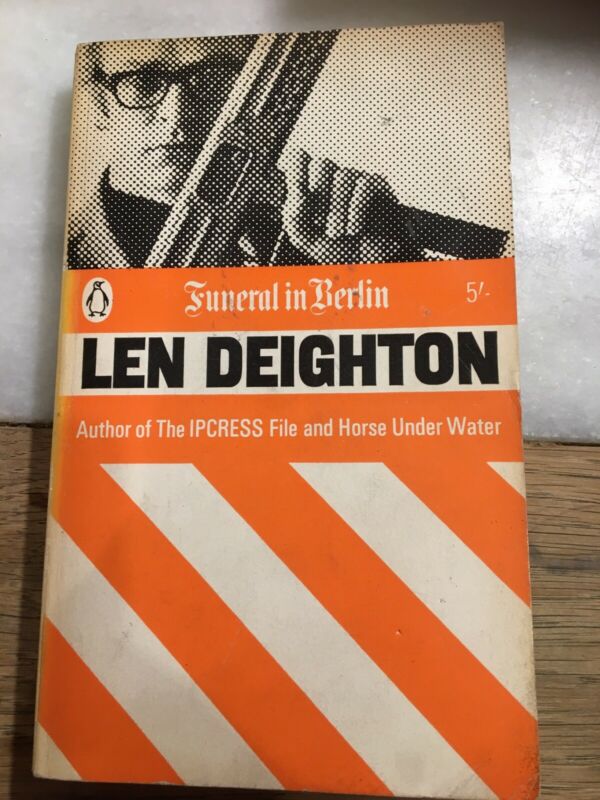 Funeral in Berlin 5/-
LEN DEIGHTON
Author of The IPCRESS File and Horse Under Water